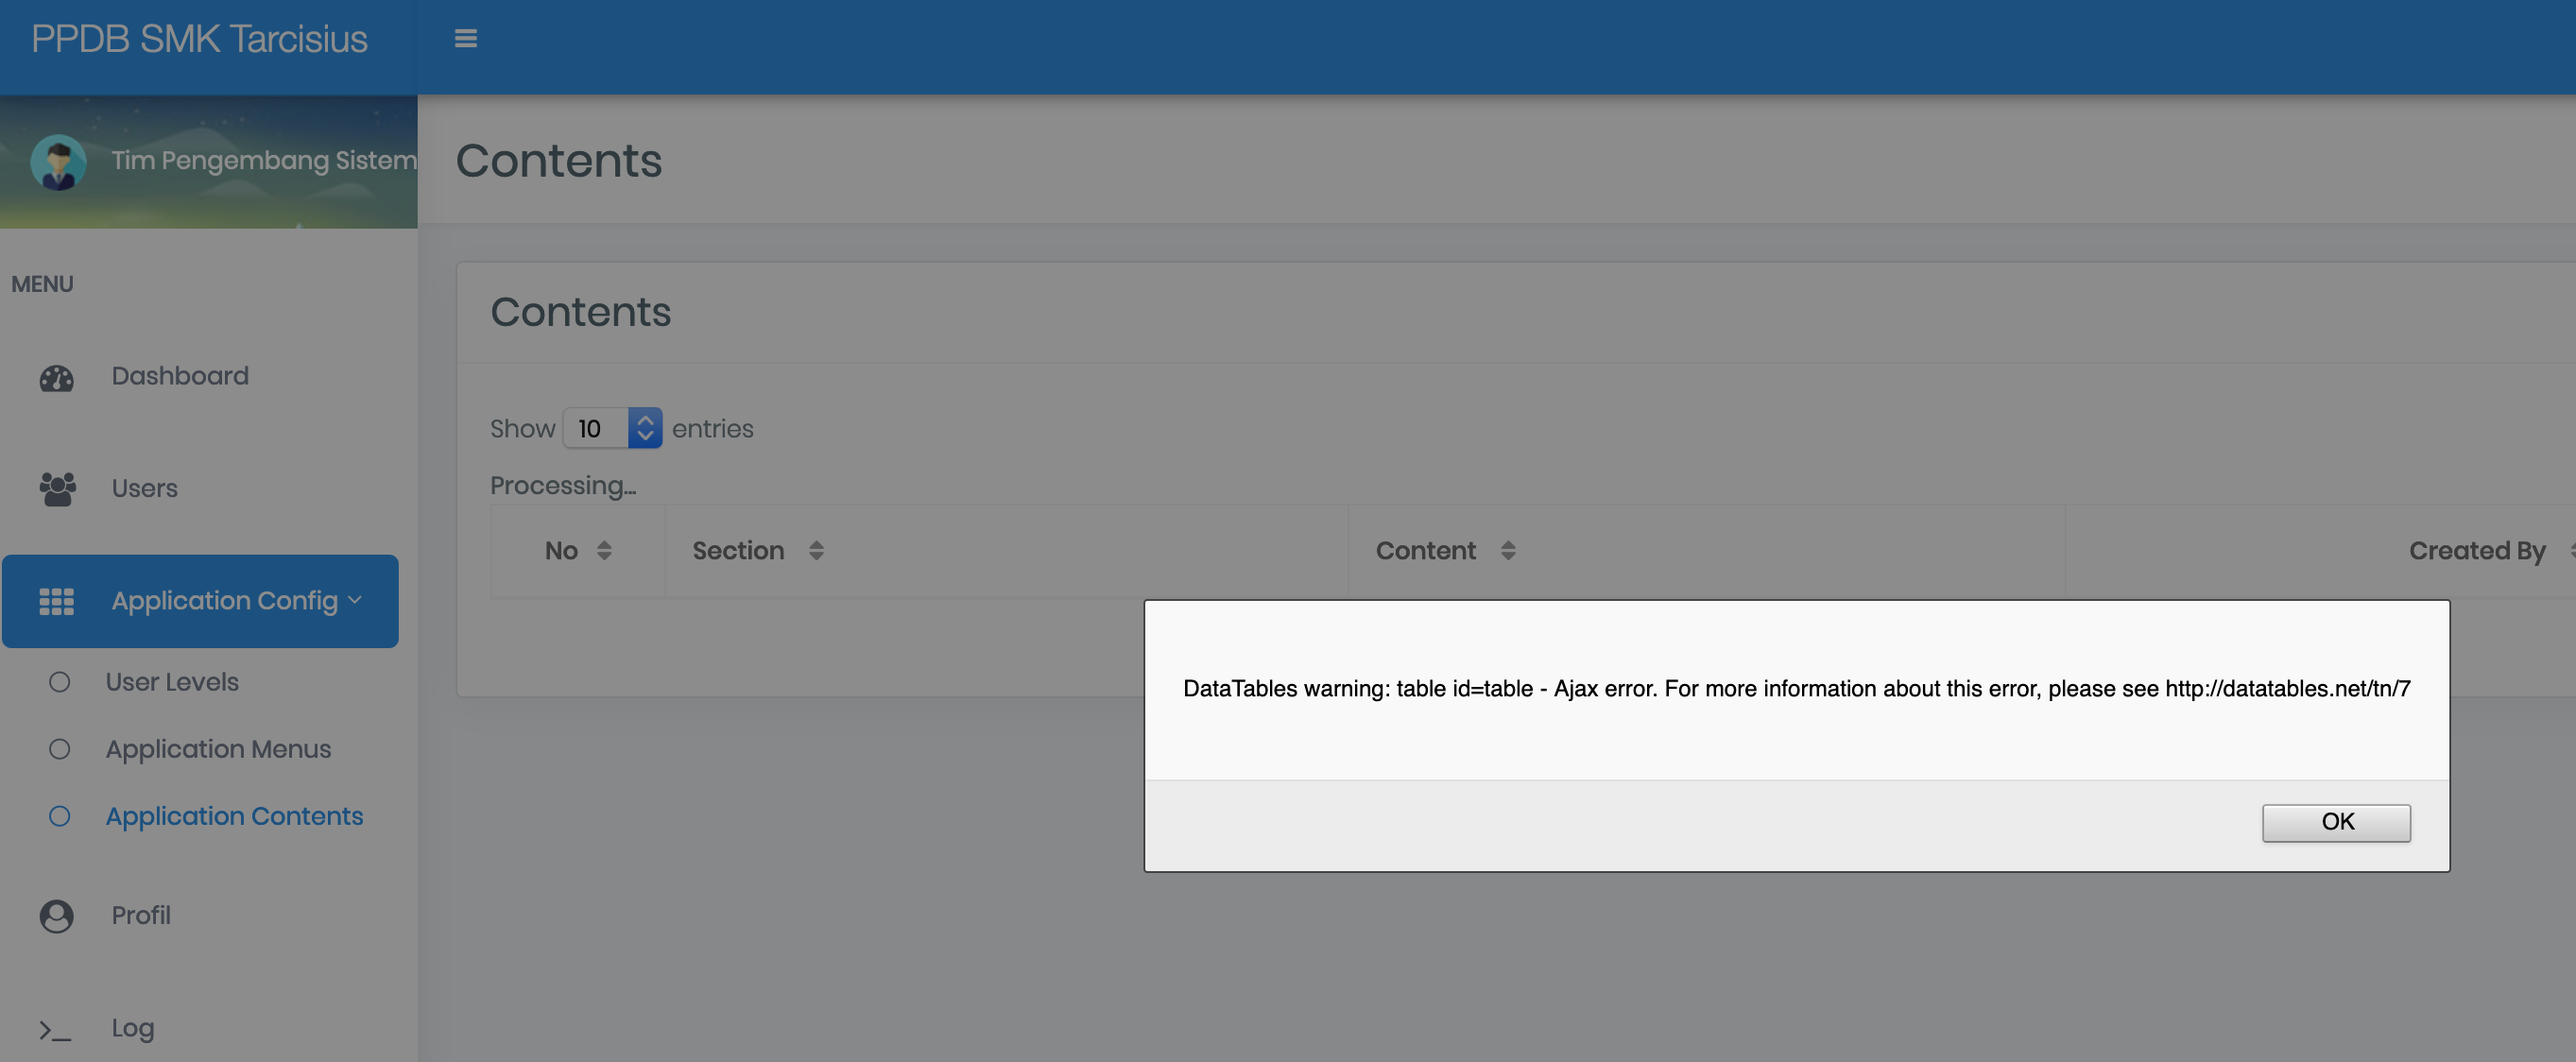 PPDB SMK Tarcisius
Tim Pengembang Sistem
MENU
Dashboard
Users
Application Config
User Levels
Application Menus
Application Contents
Profil
Log
Contents
Contents
Show 10 entries
Processing...
No Section Content Created By
DataTables warning: table id=table - Ajax error. For more information about this error, please see http://datatables.net/tn/7
OK